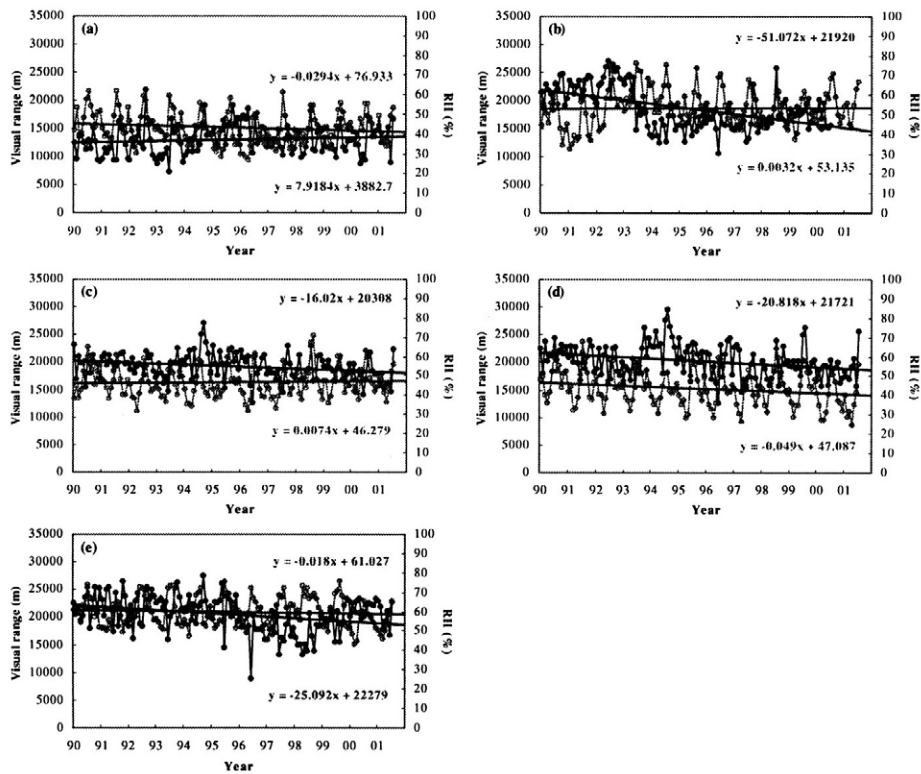 (a)
y = -0.0294x + 76.933
y = 7.9184x + 3882.7
35000
30000
25000
20000
15000
10000
5000
0
Visual range (m)
100
90
80
70
60
50
40
30
20
10
0
RH (%)
90 91 92 93 94 95 96 97 98 99 00 01
Year
(b)
y = -51.072x + 21920
y = 0.0032x + 53.135
35000
30000
25000
20000
15000
10000
5000
0
Visual range (m)
100
90
80
70
60
50
40
30
20
10
0
RH (%)
90 91 92 93 94 95 96 97 98 99 00 01
Year
(c)
y = -16.02x + 20308
y = 0.0074x + 46.279
35000
30000
25000
20000
15000
10000
5000
0
Visual range (m)
100
90
80
70
60
50
40
30
20
10
0
RH (%)
90 91 92 93 94 95 96 97 98 99 00 01
Year
(d)
y = -20.818x + 21721
y = -0.049x + 47.087
35000
30000
25000
20000
15000
10000
5000
0
Visual range (m)
100
90
80
70
60
50
40
30
20
10
0
RH (%)
90 91 92 93 94 95 96 97 98 99 00 01
Year
(e)
y = -0.018x + 61.027
y = -25.092x + 22279
35000
30000
25000
20000
15000
10000
5000
0
Visual range (m)
100
90
80
70
60
50
40
30
20
10
0
RH (%)
90 91 92 93 94 95 96 97 98 99 00 01
Year